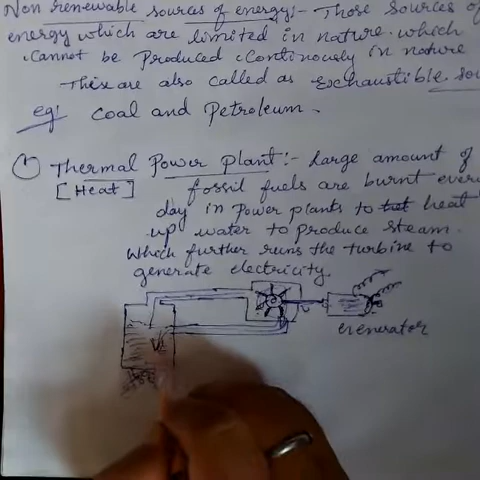 Non renewable sources of energy:- Those sources of
energy which are limited in nature. which
cannot be produced continously in nature
These are also called as exhaustible sou
eg: Coal and Petroleum.
① Thermal Power plant:- Large amount of
[Heat] fossil fuels are burnt every
day in power plants to heat
up water to produce steam.
which further runs the turbine to
generate electricity.
Generator